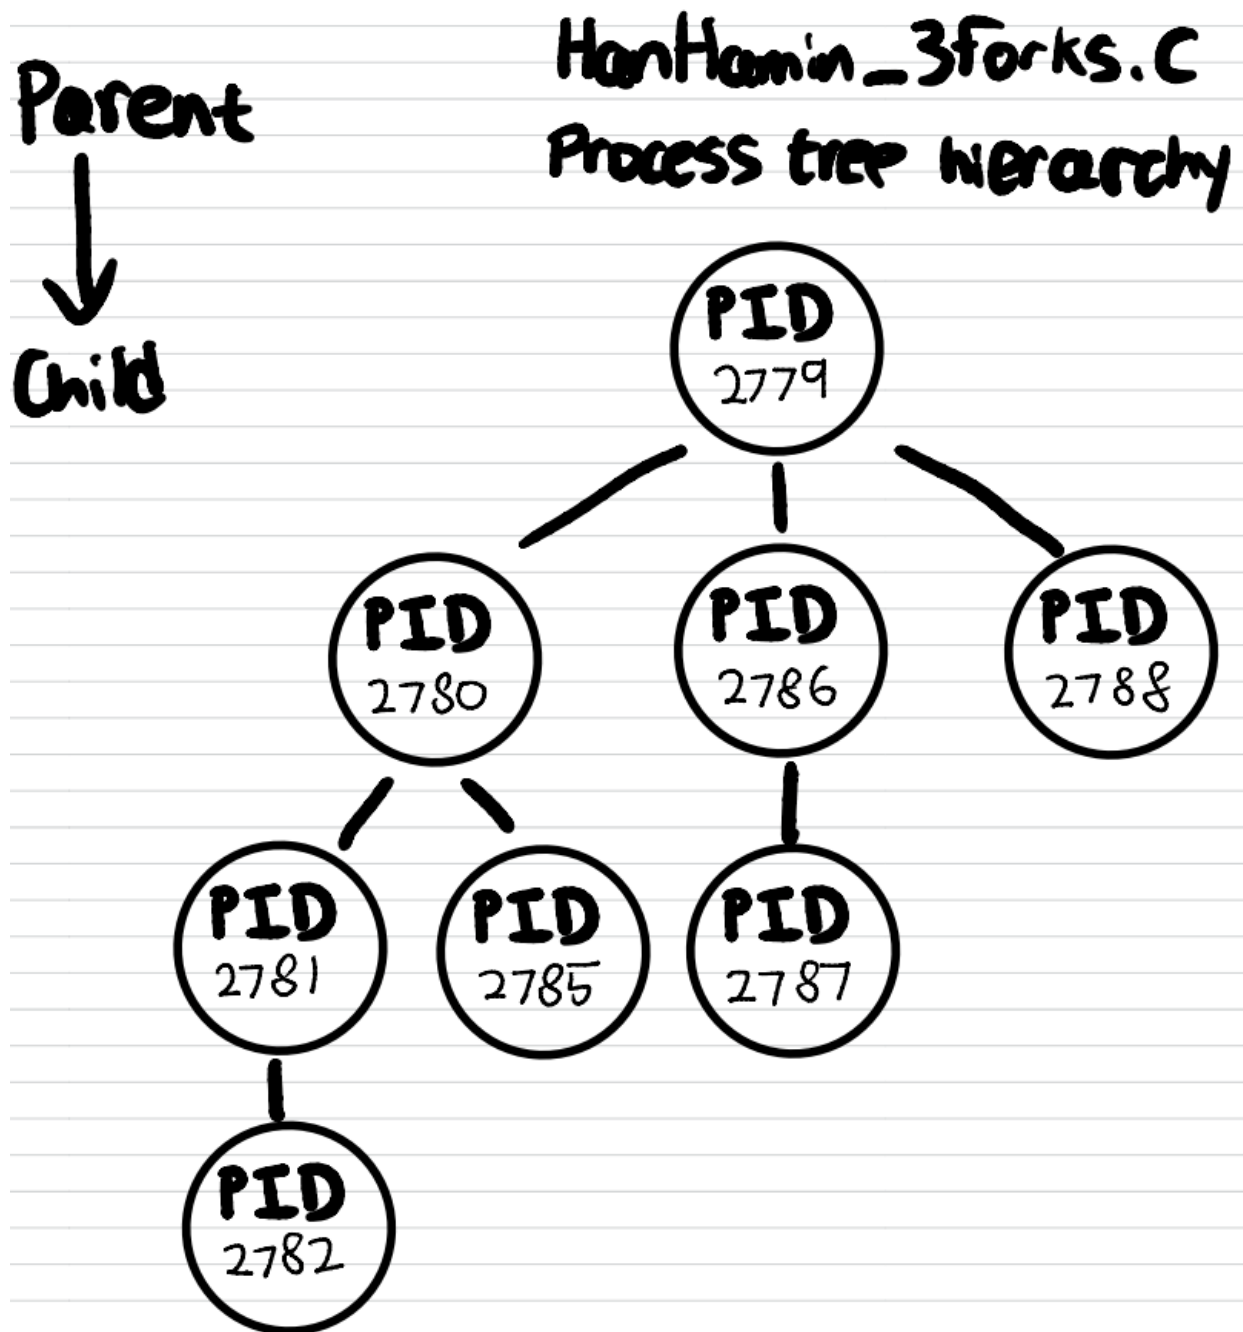 HanHamin_3forks.C
Process tree hierarchy
Parent
Child
PID
2779
PID
2780
PID
2786
PID
2788
PID
2781
PID
2785
PID
2787
PID
2782